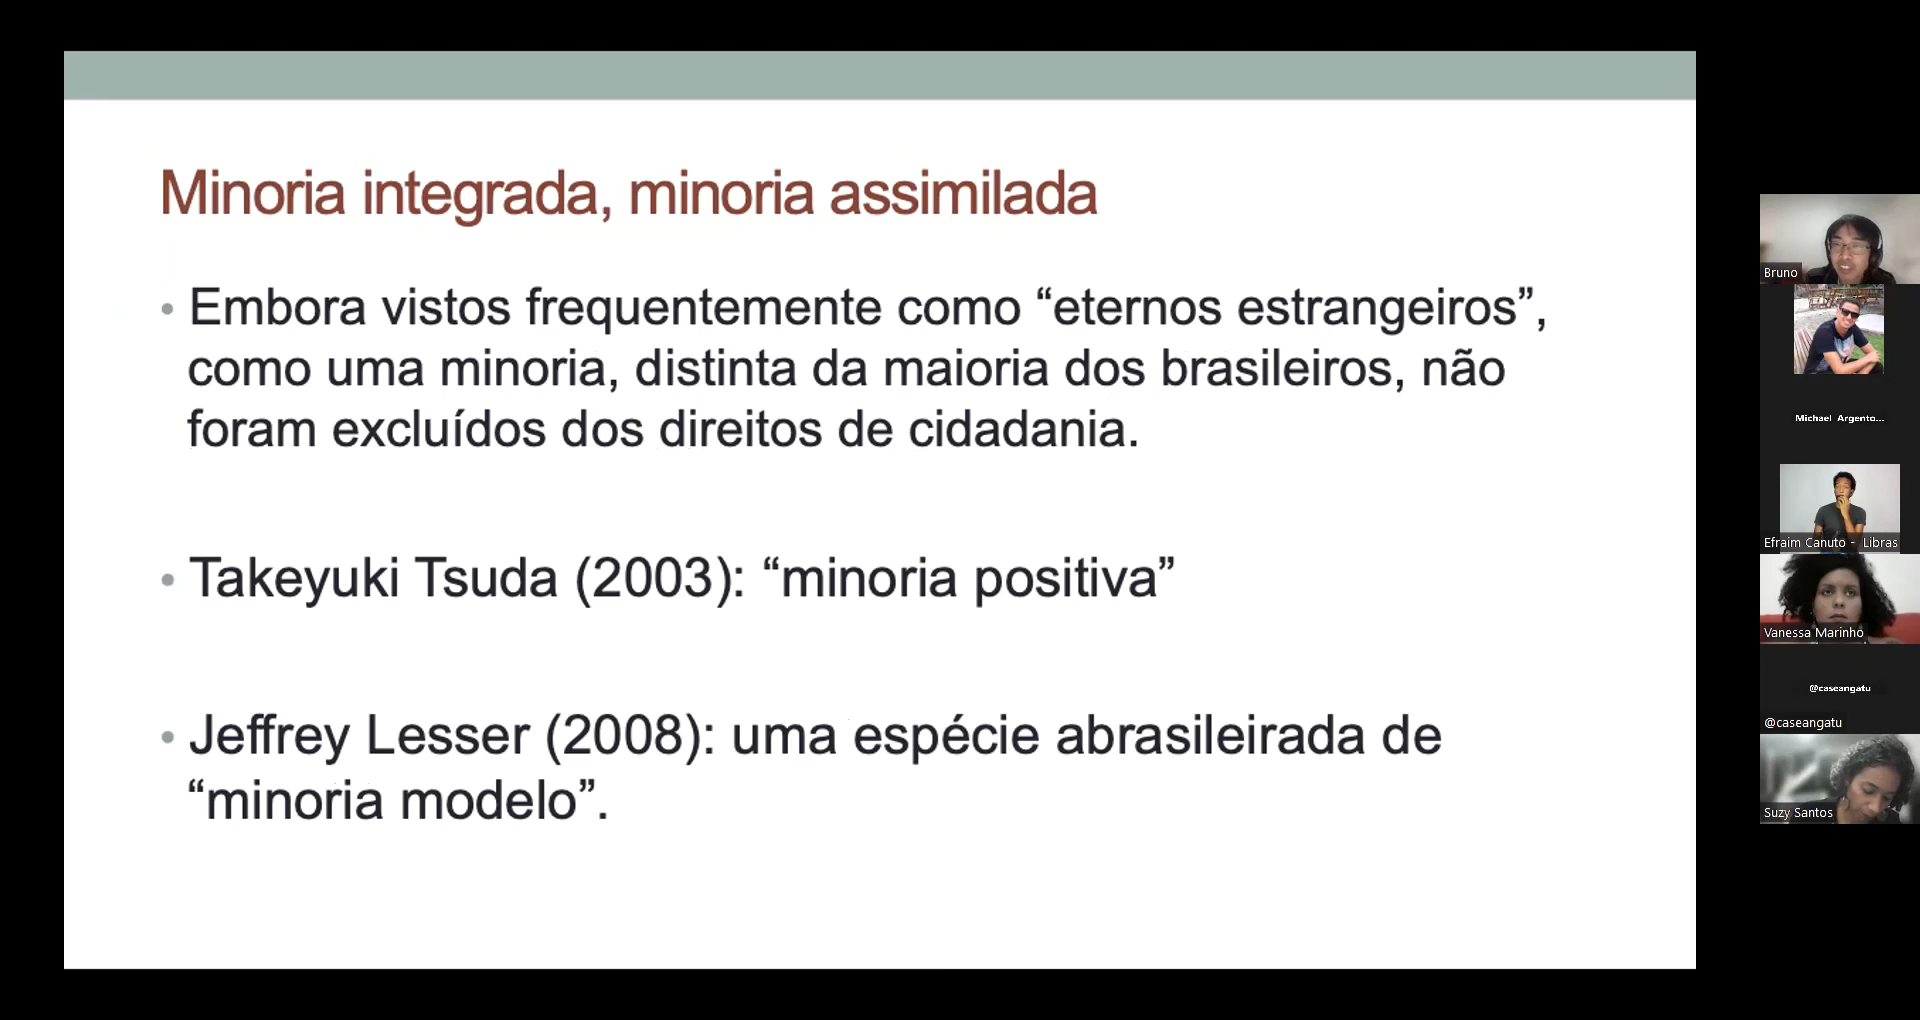 Minoria integrada, minoria assimilada
• Embora vistos frequentemente como “eternos estrangeiros”,
como uma minoria, distinta da maioria dos brasileiros, não
foram excluídos dos direitos de cidadania.
• Takeyuki Tsuda (2003): “minoria positiva”
• Jeffrey Lesser (2008): uma espécie abrasileirada de
“minoria modelo”.
Bruno
Michael Argento...
Efraim Canuto - Libras
Vanessa Marinho
@caseangatu
@caseangatu
Suzy Santos